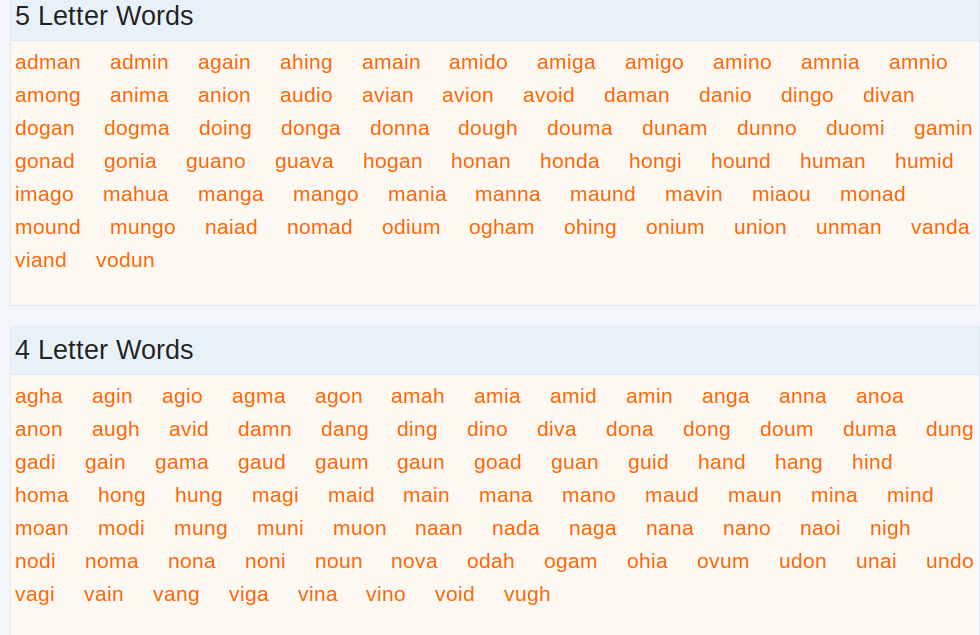 5 Letter Words
adman admin again ahing amain amido amiga amigo amino amnia amnio
among anima anion audio avian avion avoid daman danio dingo divan
dogan dogma doing donga donna dough douma dunam dunno duomi gamin
gonad gonia guano guava hogan honan honda hongi hound human humid
imago mahua manga mango mania manna maund mavin miaou monad
mound mungo naiad nomad odium ogham ohing onium union unman vanda
viand vodun
4 Letter Words
agha agin agio agma agon amah amia amid amin anga anna anoa
anon augh avid damn dang ding dino diva dona dong doum duma dung
gadi gain gama gaud gaum gaun goad guan guid hand hang hind
homa hong hung magi maid main mana mano maud maun mina mind
moan modi mung muni muon naan nada naga nana nano naoi nigh
nodi noma nona noni noun nova odah ogam ohia ovum udon unai undo
vagi vain vang viga vina vino void vugh